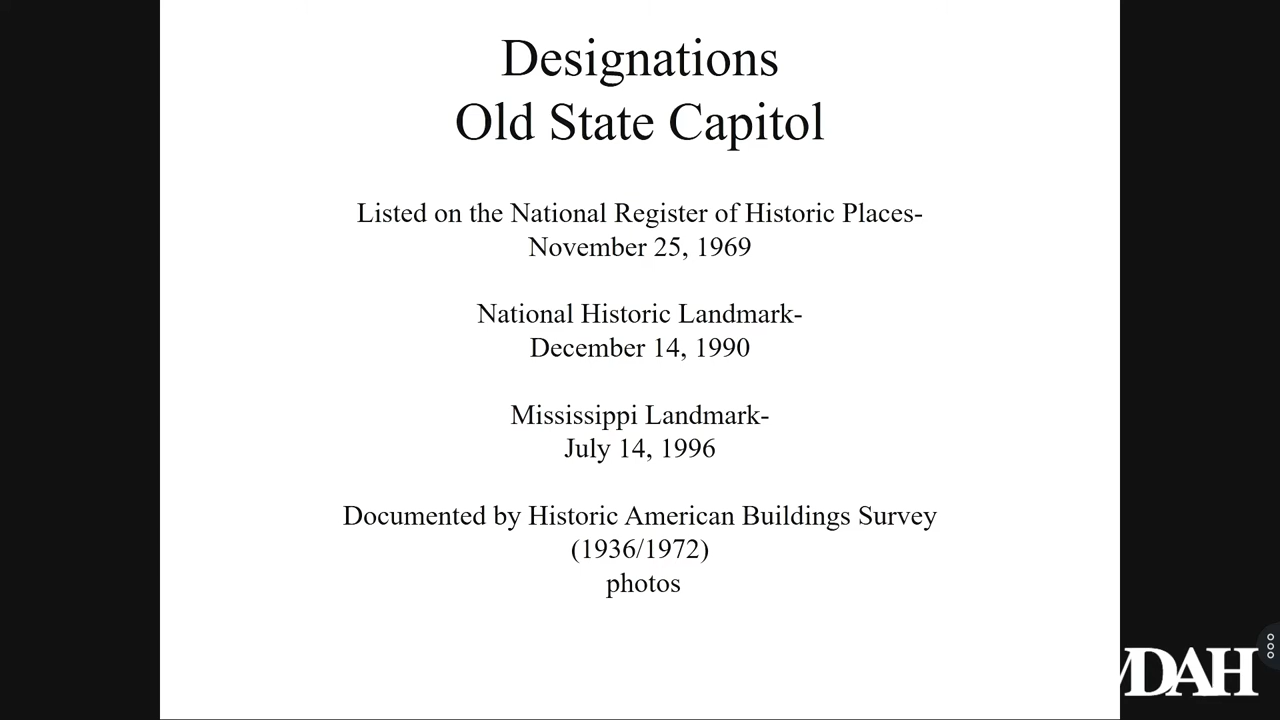 Designations
Old State Capitol
Listed on the National Register of Historic Places-
November 25, 1969
National Historic Landmark-
December 14, 1990
Mississippi Landmark-
July 14, 1996
Documented by Historic American Buildings Survey
(1936/1972)
photos
MDAH